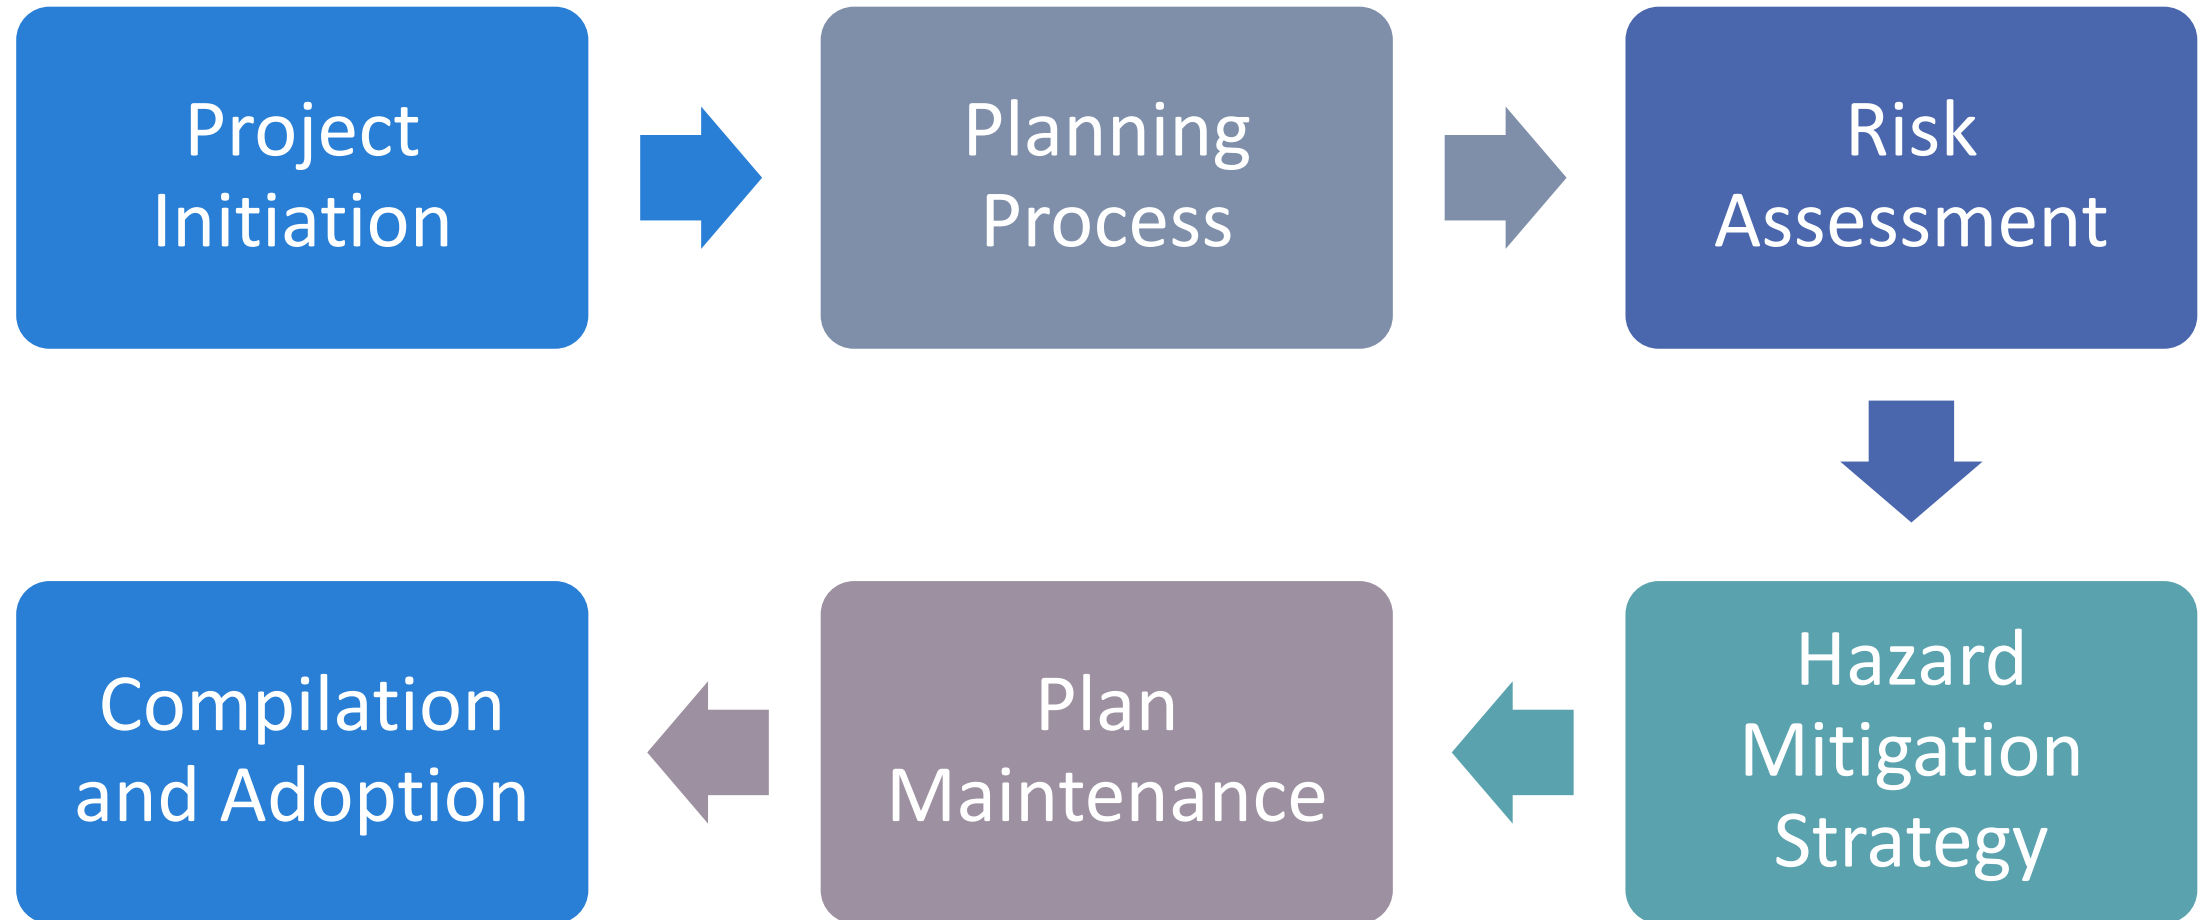 Project
Initiation
Planning
Process
Risk
Assessment
Hazard
Mitigation
Strategy
Plan
Maintenance
Compilation
and Adoption